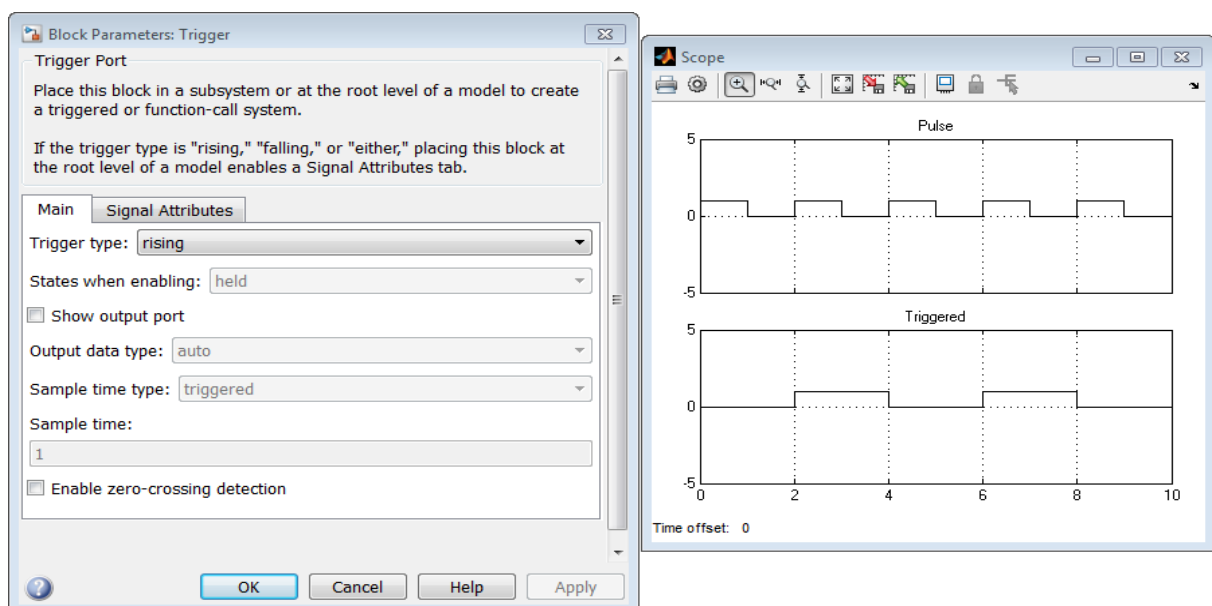 Block Parameters: Trigger
Trigger Port
Place this block in a subsystem or at the root level of a model to create
a triggered or function-call system.
If the trigger type is "rising," "falling," or "either," placing this block at
the root level of a model enables a Signal Attributes tab.
Main
Signal Attributes
Trigger type: rising
States when enabling: held
Show output port
Output data type: auto
Sample time type: triggered
Sample time:
1
Enable zero-crossing detection
OK
Cancel
Help
Apply
Scope
Pulse
5
0
-5
Triggered
5
0
-5
0 2 4 6 8 10
Time offset: 0